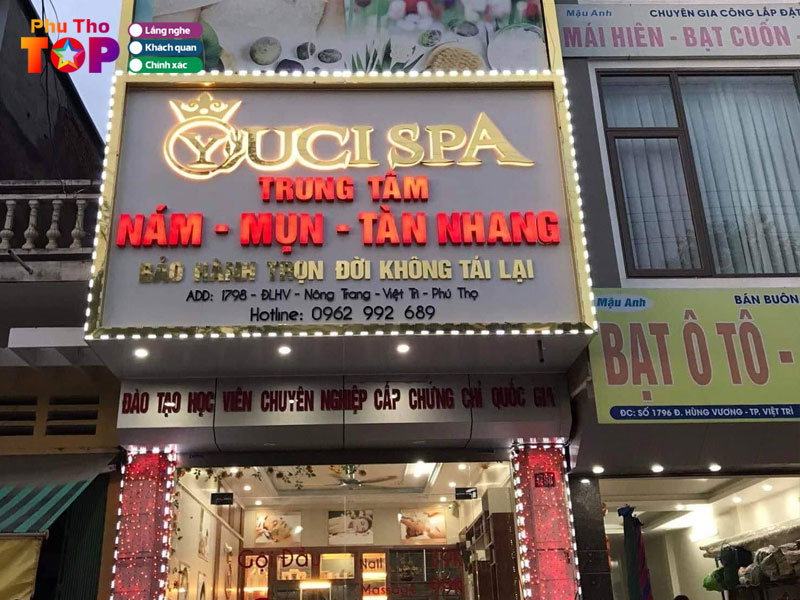 Phu Tho
TOP
Lắng nghe
Khách quan
Chính xác
YUCI SPA
TRUNG TÂM
NÁM - MỤN - TÀN NHANG
BẢO HÀNH TRỌN ĐỜI KHÔNG TÁI LẠI
ADD: 1798 - ĐLHV - Nông Trang - Việt Trì - Phú Thọ
Hotline: 0962 992 689
ĐÀO TẠO HỌC VIÊN CHUYÊN NGHIỆP CẤP CHỨNG CHỈ QUỐC GIA
Gọi Đầu
Nail
Massage
Mậu Anh
CHUYÊN GIA CÔNG LẮP ĐẶT
MÁI HIÊN - BẠT CUỐN -
Mậu Anh
BÁN BUÔN
BẠT Ô TÔ -
ĐC: SỐ 1796 Đ. HÙNG VƯƠNG - TP. VIỆT TRÌ